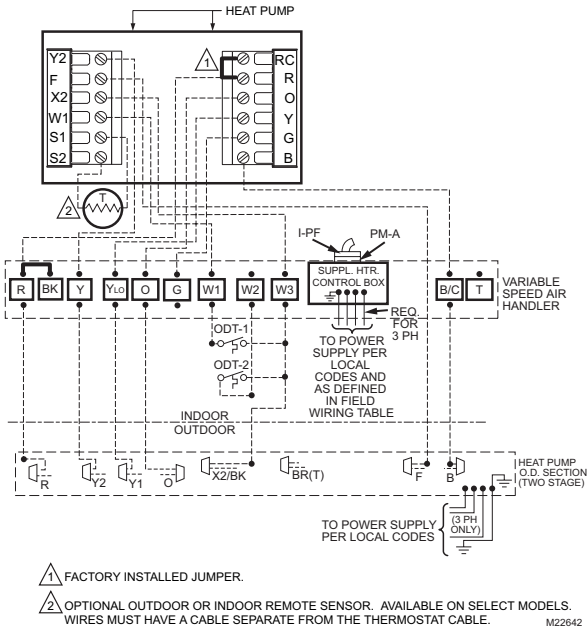 HEAT PUMP
Y2
F
X2
W1
S1
S2
1
RC
R
O
Y
G
B
2
T
I-PF
PM-A
SUPPL. HTR.
CONTROL BOX
R
BK
Y
YLO
O
G
W1
W2
W3
B/C
T
VARIABLE
SPEED AIR
HANDLER
REQ.
FOR
3 PH
ODT-1
ODT-2
TO POWER
SUPPLY PER
LOCAL
CODES AND
AS DEFINED
IN FIELD
WIRING TABLE
INDOOR
OUTDOOR
R
Y2
Y1
O
X2/BK
BR(T)
F
B
HEAT PUMP
O.D. SECTION
(TWO STAGE)
TO POWER SUPPLY
PER LOCAL CODES
(3 PH
ONLY)
1 FACTORY INSTALLED JUMPER.
2 OPTIONAL OUTDOOR OR INDOOR REMOTE SENSOR. AVAILABLE ON SELECT MODELS.
WIRES MUST HAVE A CABLE SEPARATE FROM THE THERMOSTAT CABLE.
M22642